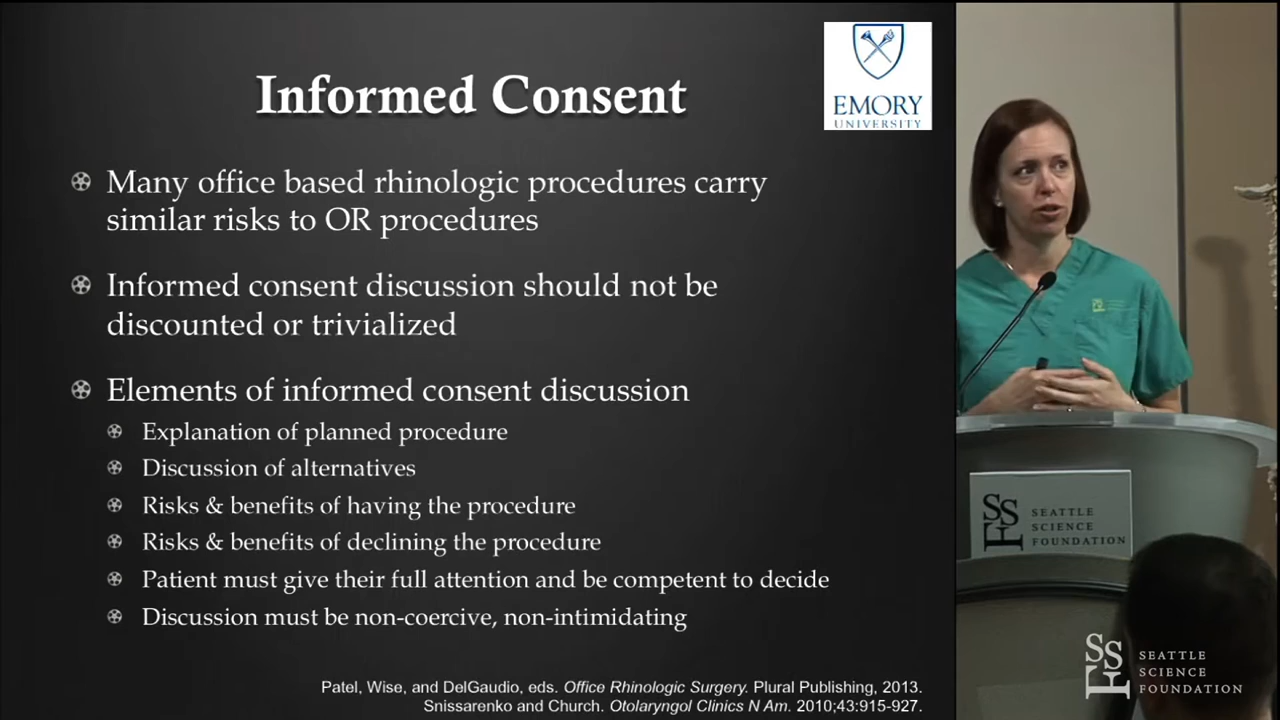 Informed Consent
EMORY
UNIVERSITY
Many office based rhinologic procedures carry
similar risks to OR procedures
Informed consent discussion should not be
discounted or trivialized
Elements of informed consent discussion
Explanation of planned procedure
Discussion of alternatives
Risks & benefits of having the procedure
Risks & benefits of declining the procedure
Patient must give their full attention and be competent to decide
Discussion must be non-coercive, non-intimidating
Patel, Wise, and DelGaudio, eds. Office Rhinologic Surgery. Plural Publishing, 2013.
Snissarenko and Church. Otolaryngol Clinics N Am. 2010;43:915-927.
SSF
SEATTLE
SCIENCE
FOUNDATION
SSF
SEATTLE
SCIENCE
FOUNDATION